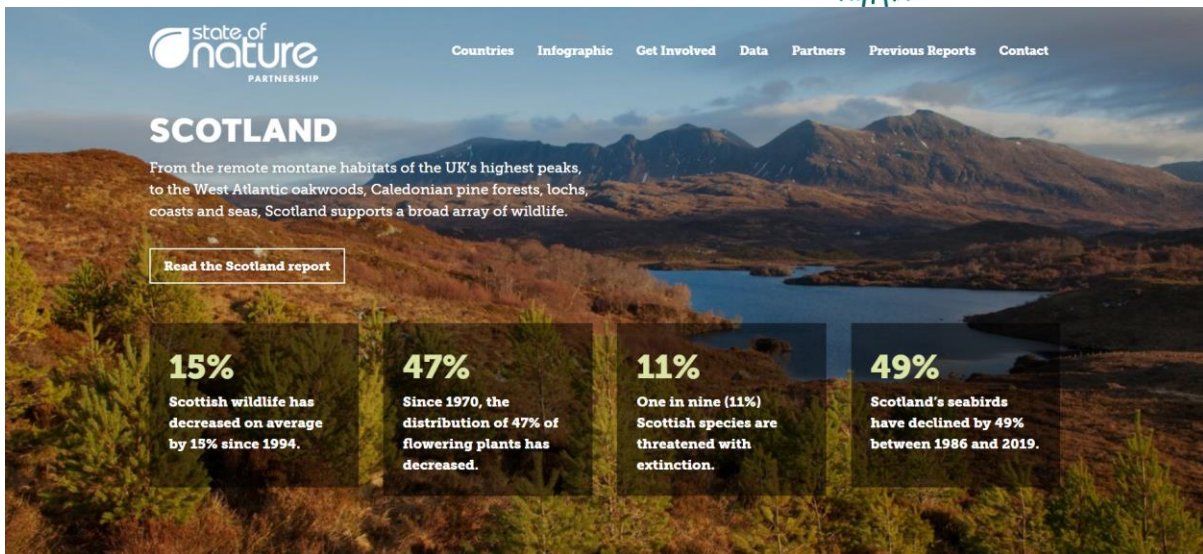 state of
nature
PARTNERSHIP
Countries Infographic Get Involved Data Partners Previous Reports Contact
SCOTLAND
From the remote montane habitats of the UK's highest peaks,
to the West Atlantic oakwoods, Caledonian pine forests, lochs,
coasts and seas, Scotland supports a broad array of wildlife.
Read the Scotland report
15%
Scottish wildlife has
decreased on average
by 15% since 1994.
47%
Since 1970, the
distribution of 47% of
flowering plants has
decreased.
11%
One in nine (11%)
Scottish species are
threatened with
extinction.
49%
Scotland's seabirds
have declined by 49%
between 1986 and 2019.